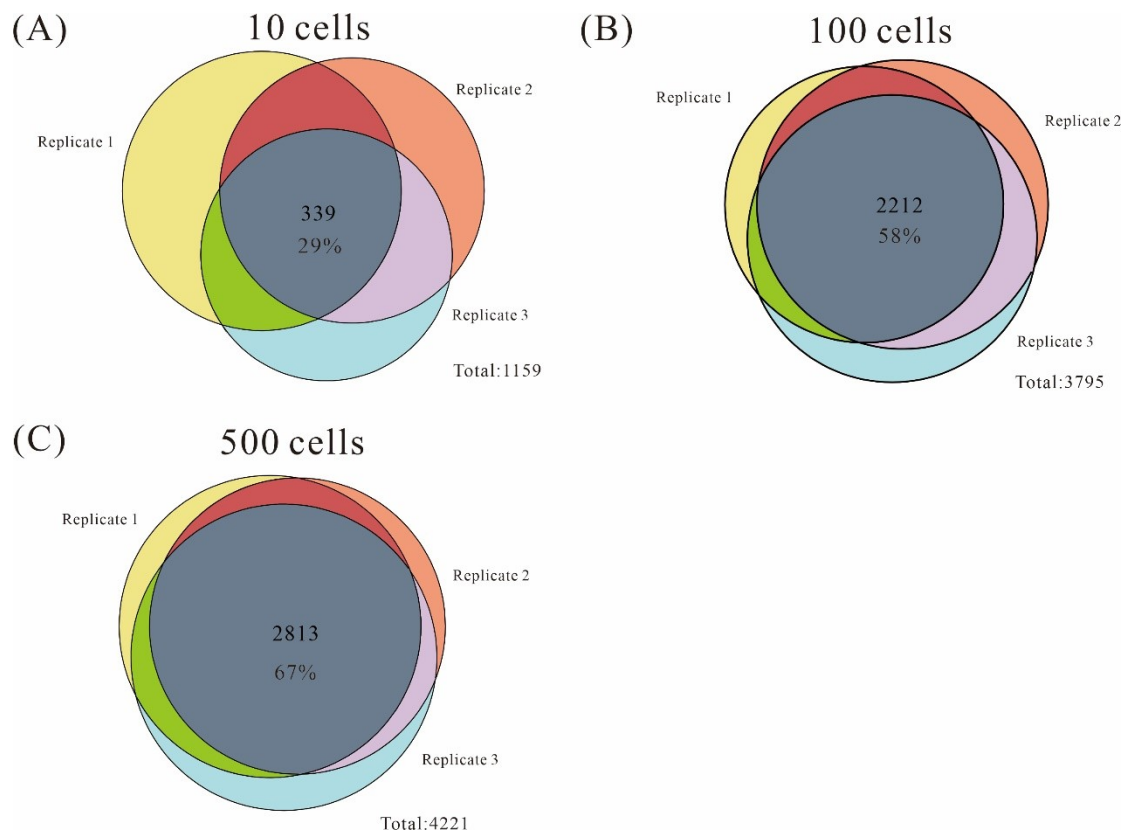 (A)
10 cells
Replicate 1
Replicate 2
339
29%
Replicate 3
Total:1159
(B)
100 cells
Replicate 1
Replicate 2
2212
58%
Replicate 3
Total:3795
(C)
500 cells
Replicate 1
Replicate 2
2813
67%
Replicate 3
Total:4221